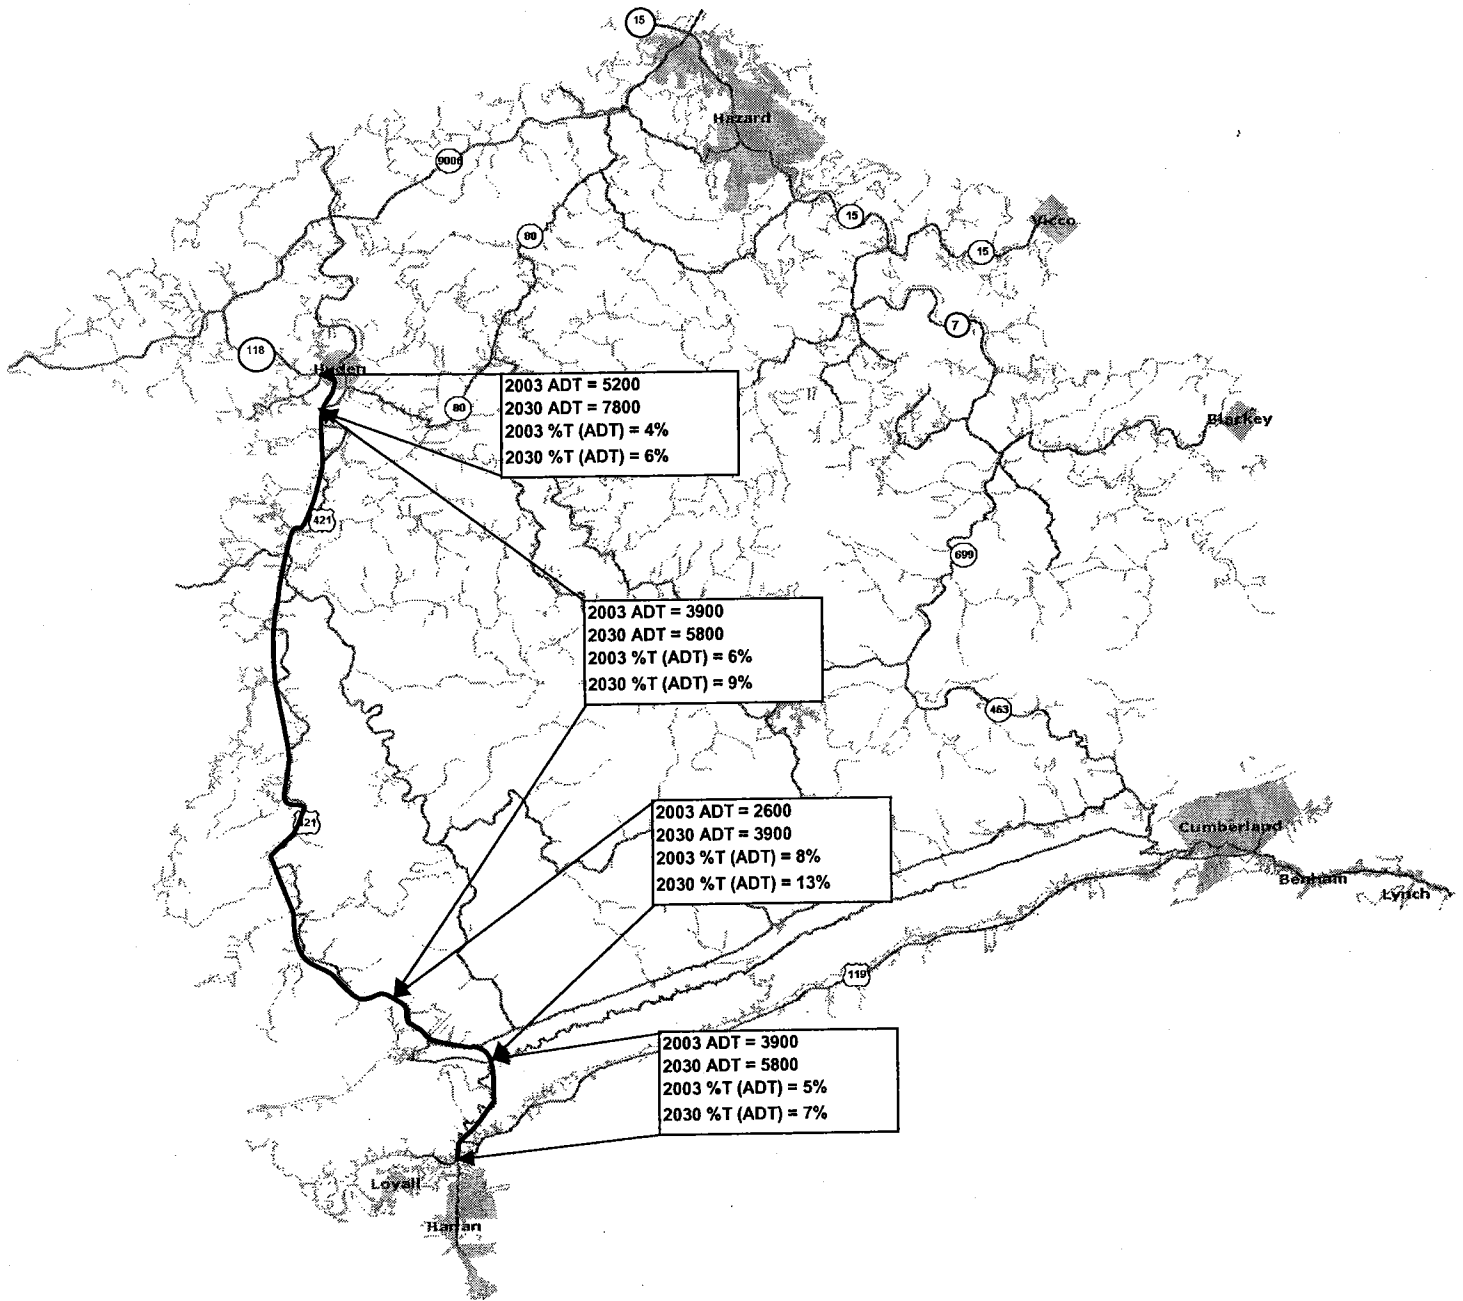 15
Hazard
9006
80
15
Vicco
15
7
118
Hyden
2003 ADT = 5200
2030 ADT = 7800
2003 %T (ADT) = 4%
2030 %T (ADT) = 6%
80
Blackey
421
699
2003 ADT = 3900
2030 ADT = 5800
2003 %T (ADT) = 6%
2030 %T (ADT) = 9%
463
2003 ADT = 2600
2030 ADT = 3900
2003 %T (ADT) = 8%
2030 %T (ADT) = 13%
421
Cumberland
Benham
Lynch
119
2003 ADT = 3900
2030 ADT = 5800
2003 %T (ADT) = 5%
2030 %T (ADT) = 7%
Loyall
Harlan